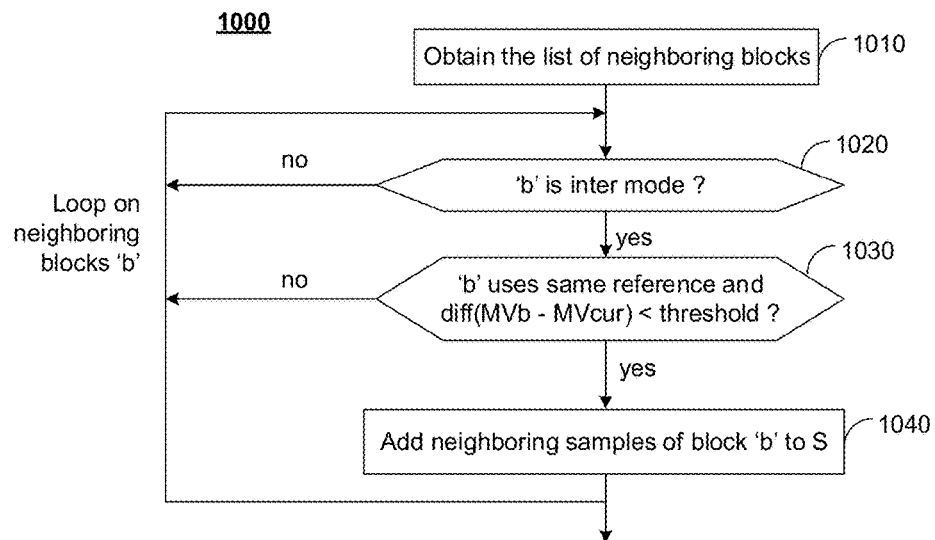 1000
Obtain the list of neighboring blocks
1010
1020
no
'b' is inter mode ?
Loop on
neighboring
blocks 'b'
yes
1030
no
'b' uses same reference and
diff(MVb - MVcur) < threshold ?
yes
1040
Add neighboring samples of block 'b' to S